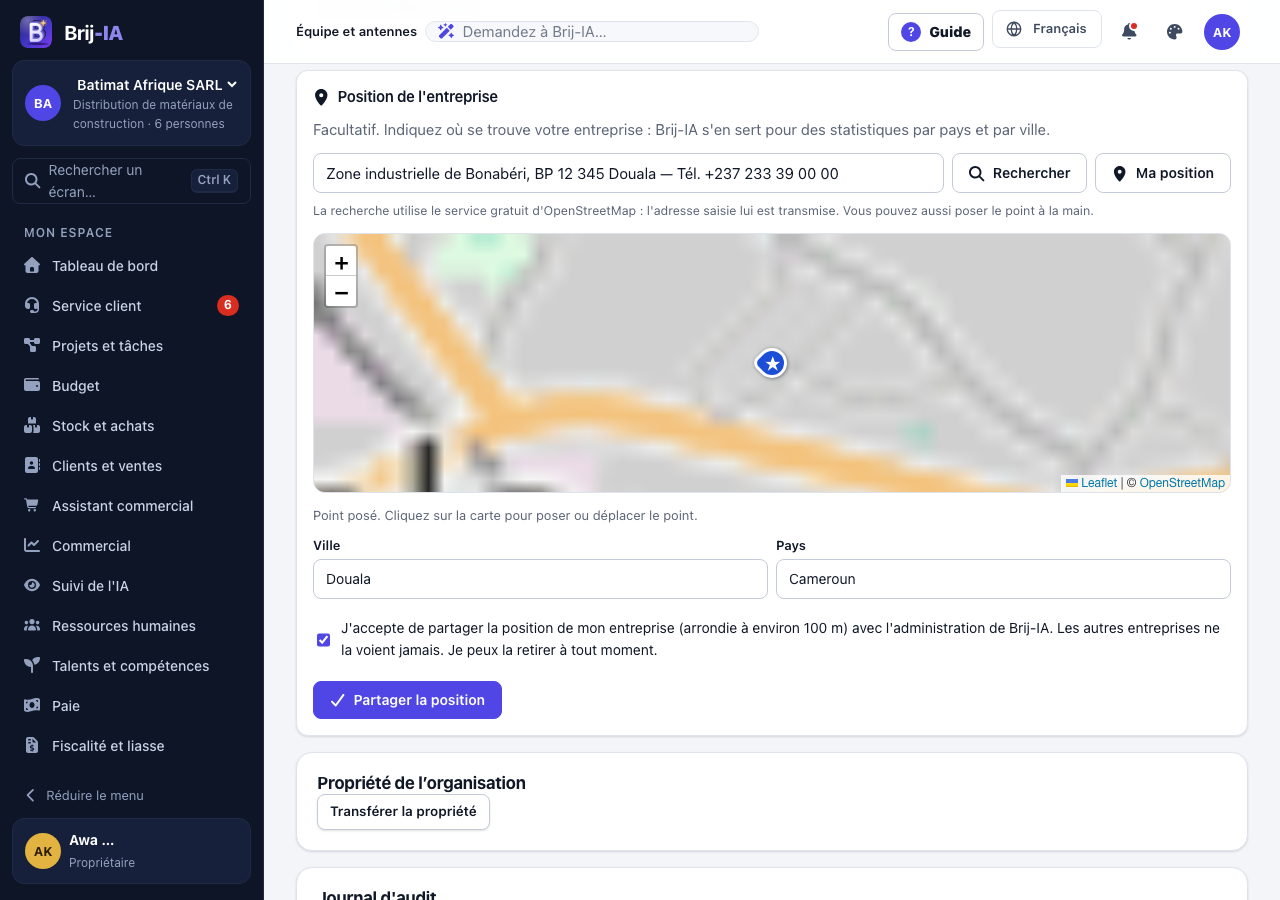 Brij-IA
BA
Batimat Afrique SARL
Distribution de matériaux de
construction · 6 personnes
Rechercher un
écran...
Ctrl K
MON ESPACE
Tableau de bord
Service client
6
Projets et tâches
Budget
Stock et achats
Clients et ventes
Assistant commercial
Commercial
Suivi de l'IA
Ressources humaines
Talents et compétences
Paie
Fiscalité et liasse
Réduire le menu
AK
Awa ...
Propriétaire
Équipe et antennes
Demandez à Brij-IA...
? Guide
Français
AK
Position de l'entreprise
Facultatif. Indiquez où se trouve votre entreprise : Brij-IA s'en sert pour des statistiques par pays et par ville.
Zone industrielle de Bonabéri, BP 12 345 Douala — Tél. +237 233 39 00 00
Rechercher
Ma position
La recherche utilise le service gratuit d'OpenStreetMap : l'adresse saisie lui est transmise. Vous pouvez aussi poser le point à la main.
+
−
Leaflet | © OpenStreetMap
Point posé. Cliquez sur la carte pour poser ou déplacer le point.
Ville
Pays
Douala
Cameroun
J'accepte de partager la position de mon entreprise (arrondie à environ 100 m) avec l'administration de Brij-IA. Les autres entreprises ne
la voient jamais. Je peux la retirer à tout moment.
Partager la position
Propriété de l’organisation
Transférer la propriété
Journal d'audit